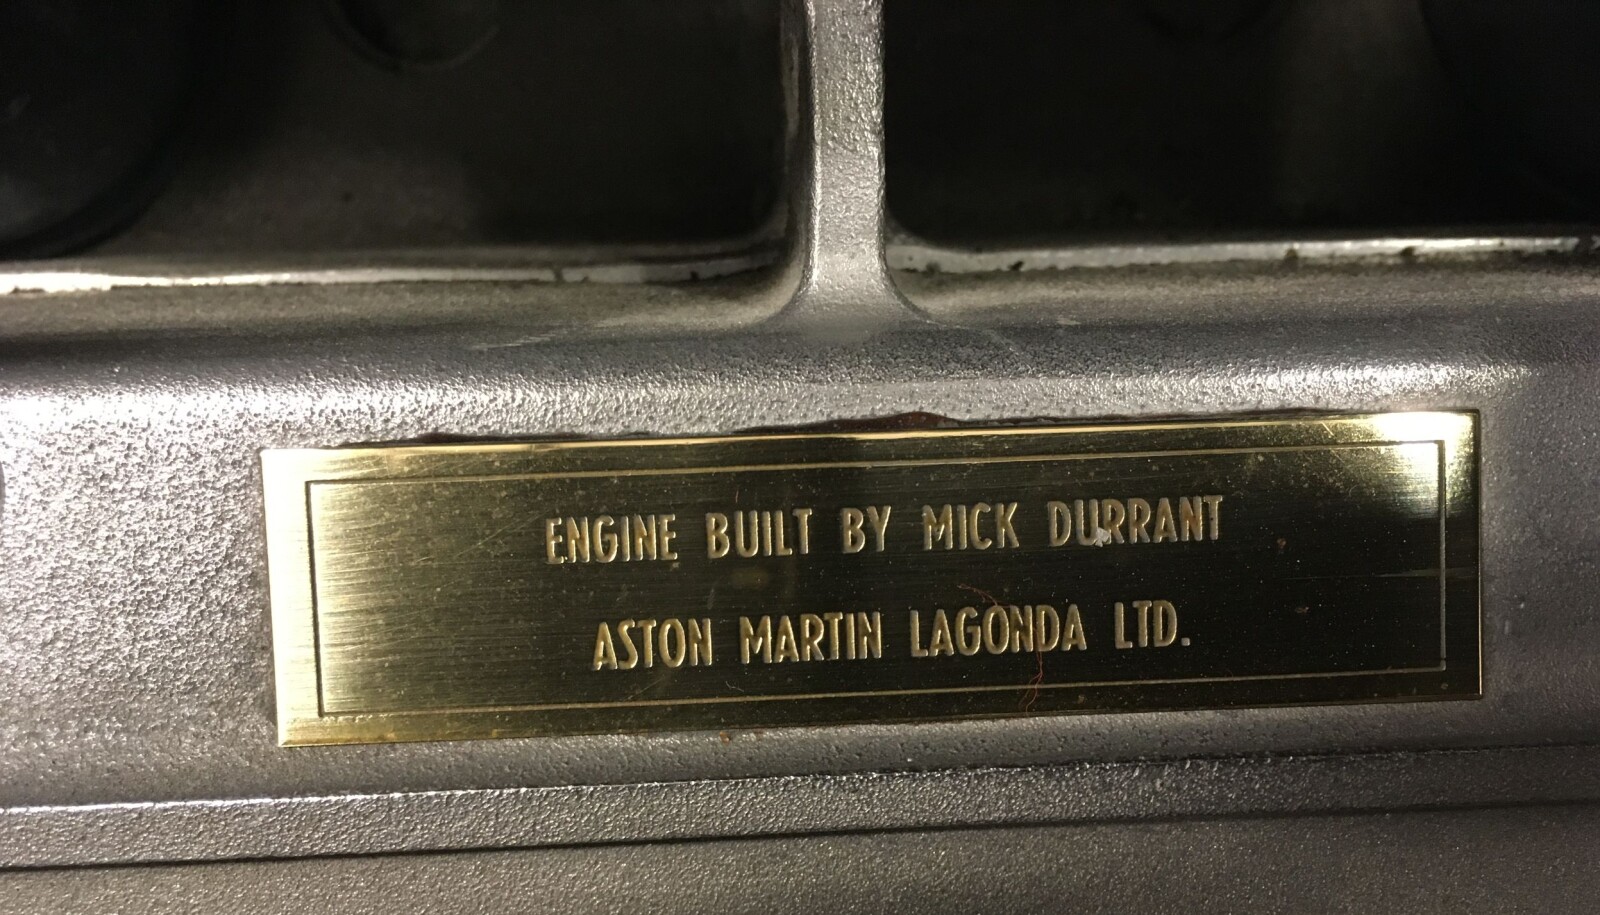 ENGINE BUILT BY MICK DURRANT
ASTON MARTIN LAGONDA LTD.